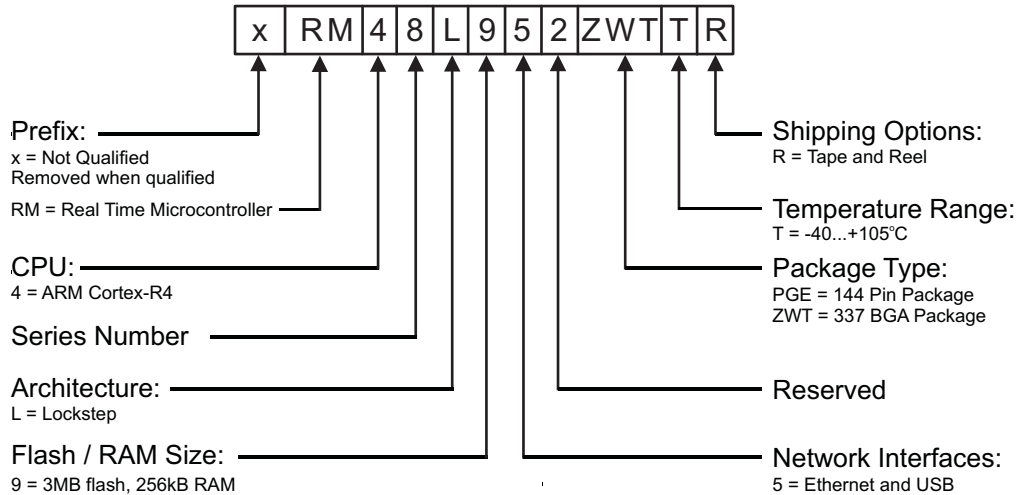 x RM 4 8 L 9 5 2 ZWT T R
Prefix:
x = Not Qualified
Removed when qualified
RM = Real Time Microcontroller
CPU:
4 = ARM Cortex-R4
Series Number
Architecture:
L = Lockstep
Flash / RAM Size:
9 = 3MB flash, 256kB RAM
Shipping Options:
R = Tape and Reel
Temperature Range:
T = -40...+105°C
Package Type:
PGE = 144 Pin Package
ZWT = 337 BGA Package
Reserved
Network Interfaces:
5 = Ethernet and USB